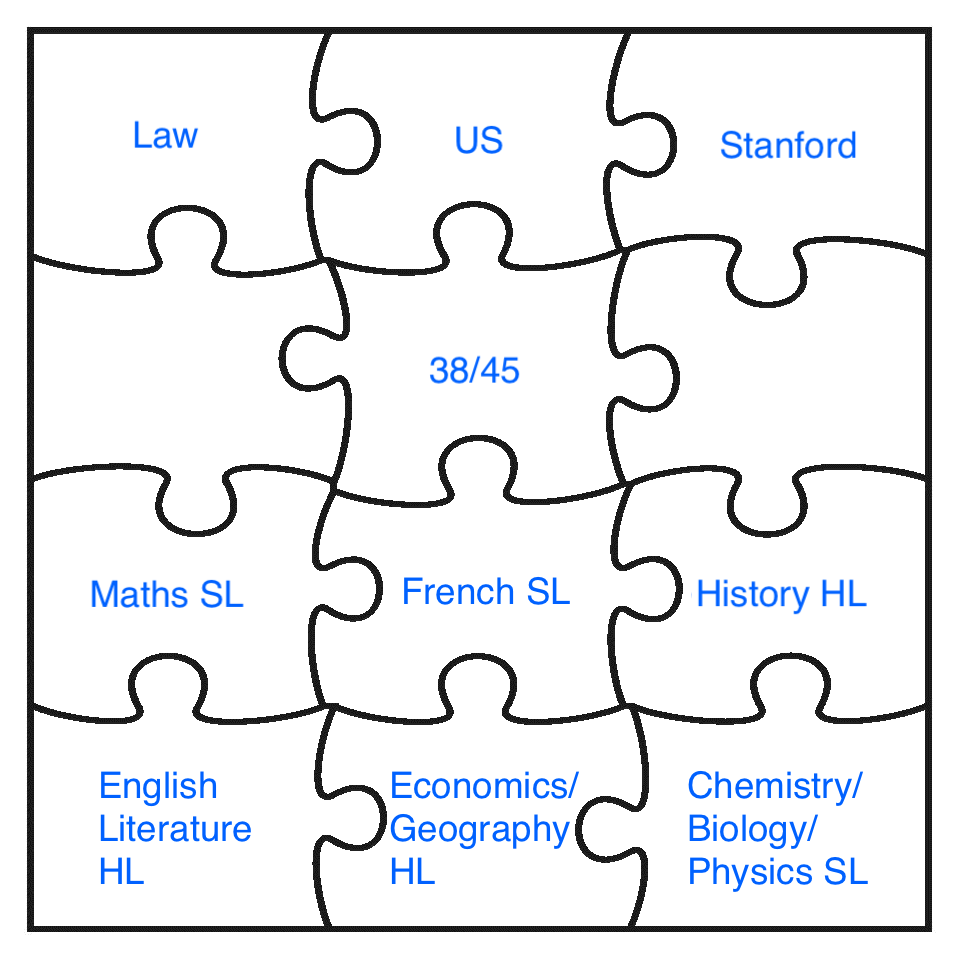 Law
US
Stanford
38/45
Maths SL
French SL
History HL
English
Literature
HL
Economics/
Geography
HL
Chemistry/
Biology/
Physics SL